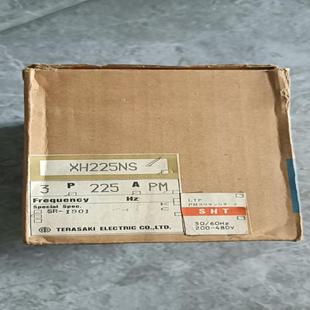 XH225NS
3 P 225 A PM
Frequency Hz
Special Spec.
SR-1901
LTF
SHT
50/60Hz
200-480V
TERASAKI ELECTRIC CO.,LTD.